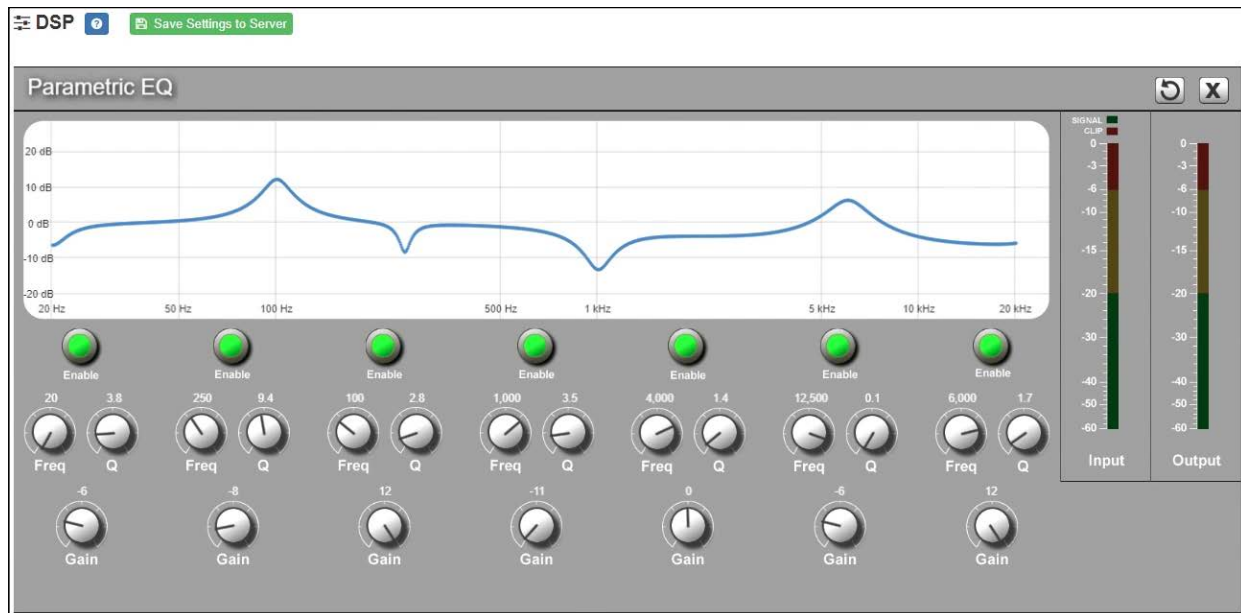 DSP ? Save Settings to Server
Parametric EQ X
20 dB
10 dB
0 dB
-10 dB
-20 dB
20 Hz 50 Hz 100 Hz 500 Hz 1 kHz 5 kHz 10 kHz 20 kHz
SIGNAL
CLIP
0 0
-3 -3
-6 -6
-10 -10
-15 -15
-20 -20
-30 -30
-40 -40
-50 -50
-60 -60
Input Output
Enable Enable Enable Enable Enable Enable Enable
20 3.8 250 9.4 100 2.8 1,000 3.5 4,000 1.4 12,500 0.1 6,000 1.7
Freq Q Freq Q Freq Q Freq Q Freq Q Freq Q Freq Q
-6 -8 12 -11 0 -6 12
Gain Gain Gain Gain Gain Gain Gain